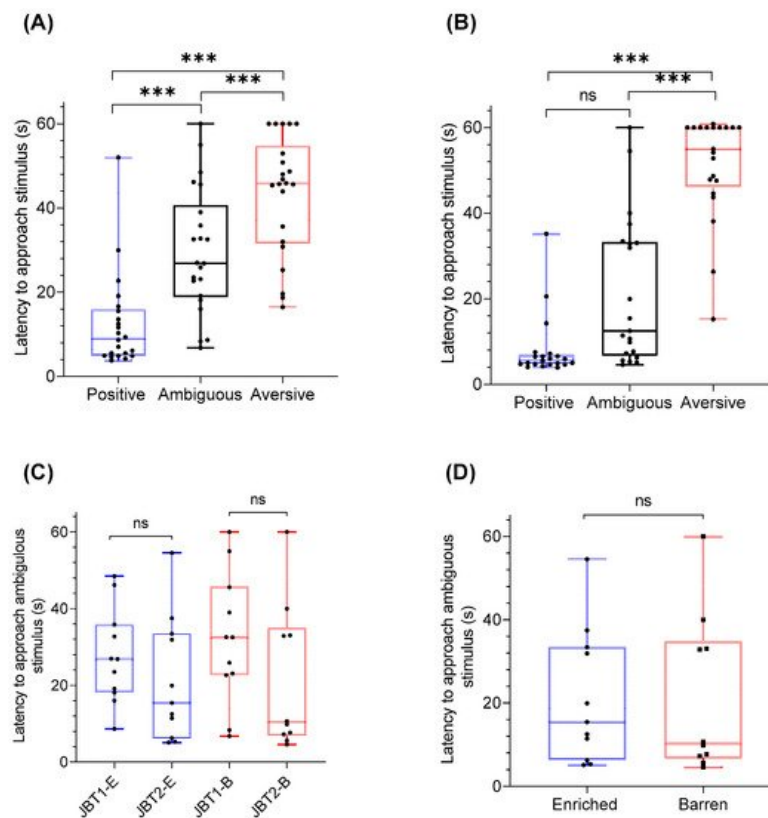 (A)
***
*** ***
Latency to approach stimulus (s)
60
40
20
0
Positive Ambiguous Aversive
(B)
***
ns ***
Latency to approach stimulus (s)
60
40
20
0
Positive Ambiguous Aversive
(C)
ns
ns
Latency to approach ambigulous
stimulus (s)
60
40
20
0
JBT1-E JBT2-E JBT1-B JBT2-B
(D)
ns
Latency to approach ambiguous
stimulus (s)
60
40
20
0
Enriched Barren